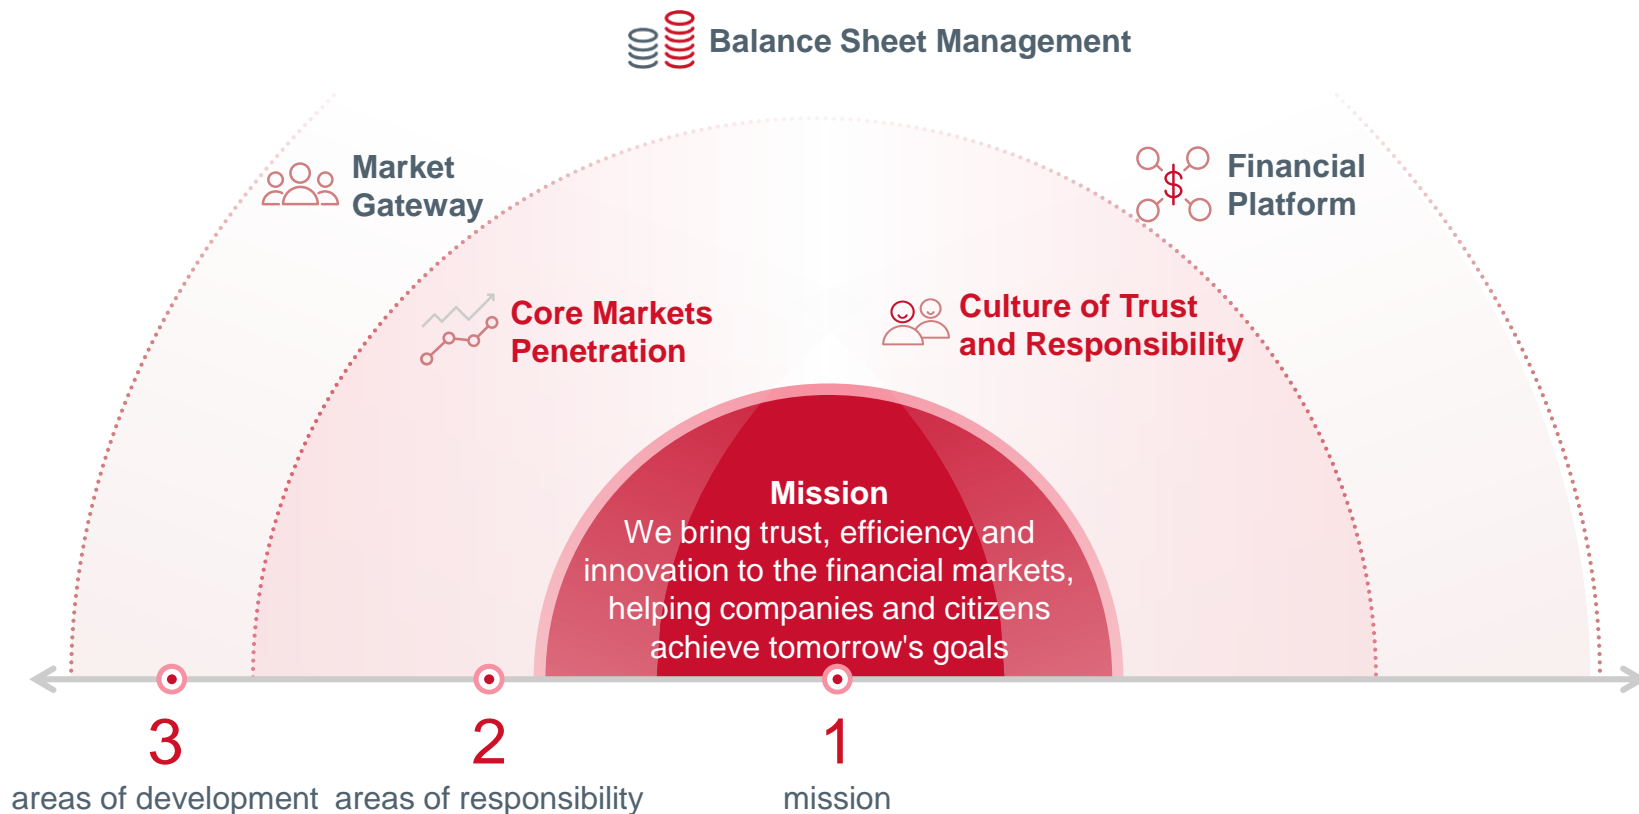 Balance Sheet Management
Market
Gateway
Financial
Platform
Core Markets
Penetration
Culture of Trust
and Responsibility
Mission
We bring trust, efficiency and
innovation to the financial markets,
helping companies and citizens
achieve tomorrow's goals
3
areas of development
2
areas of responsibility
1
mission